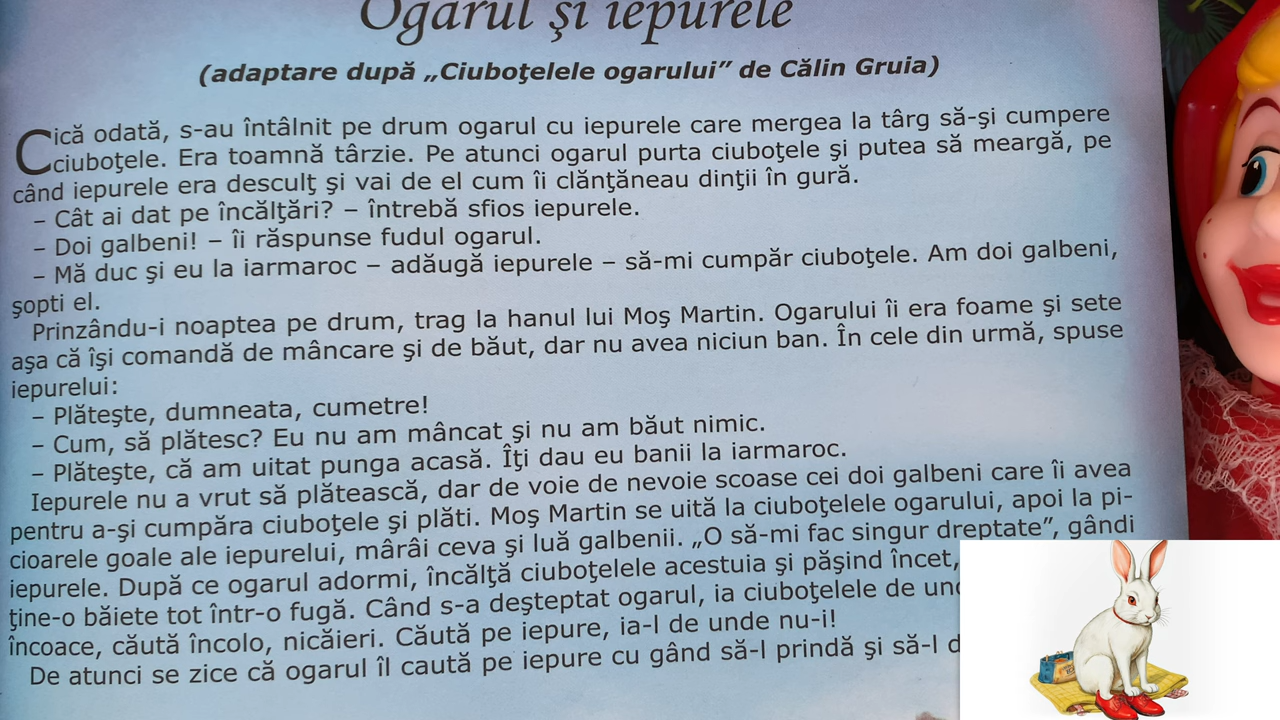 Ogarul şi iepurele
(adaptare după „Ciuboţelele ogarului” de Călin Gruia)
Cică odată, s-au întâlnit pe drum ogarul cu iepurele care mergea la târg să-şi cumpere
ciuboţele. Era toamnă târzie. Pe atunci ogarul purta ciuboţele şi putea să meargă, pe
când iepurele era desculţ şi vai de el cum îi clănţăneau dinţii în gură.
– Cât ai dat pe încălţări? – întrebă sfios iepurele.
– Doi galbeni! – îi răspunse fudul ogarul.
– Mă duc şi eu la iarmaroc – adăugă iepurele – să-mi cumpăr ciuboţele. Am doi galbeni,
şopti el.
Prinzându-i noaptea pe drum, trag la hanul lui Moş Martin. Ogarului îi era foame şi sete
aşa că îşi comandă de mâncare şi de băut, dar nu avea niciun ban. În cele din urmă, spuse
iepurelui:
– Plăteşte, dumneata, cumetre!
– Cum, să plătesc? Eu nu am mâncat şi nu am băut nimic.
– Plăteşte, că am uitat punga acasă. Îţi dau eu banii la iarmaroc.
Iepurele nu a vrut să plătească, dar de voie de nevoie scoase cei doi galbeni care îi avea
pentru a-şi cumpăra ciuboţele şi plăti. Moş Martin se uită la ciuboţelele ogarului, apoi la pi-
cioarele goale ale iepurelui, mârâi ceva şi luă galbenii. „O să-mi fac singur dreptate”, gândi
iepurele. După ce ogarul adormi, încălţă ciuboţelele acestuia şi păşind încet,
ţine-o băiete tot într-o fugă. Când s-a deşteptat ogarul, ia ciuboţelele de
încoace, căută încolo, nicăieri. Căută pe iepure, ia-l de unde nu-i!
De atunci se zice că ogarul îl caută pe iepure cu gând să-l prindă şi să-l